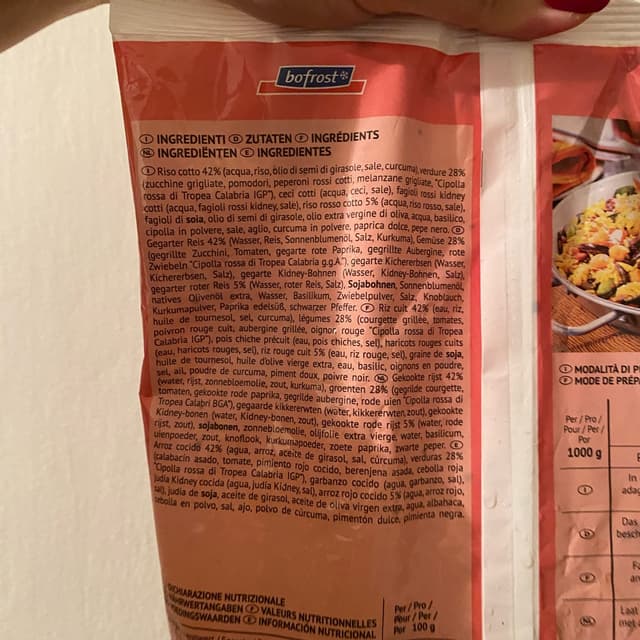 bofrost*
I INGREDIENTI D ZUTATEN F INGRÉDIENTS
NL INGREDIËNTEN E INGREDIENTES
I Riso cotto 42% (acqua, riso, olio di semi di girasole, sale, curcuma), verdure 28%
(zucchine grigliate, pomodori, peperoni rossi cotti, melanzane grigliate, "Cipolla
rossa di Tropea Calabria IGP"), ceci cotti (acqua, ceci, sale), fagioli rossi kidney
cotti (acqua, fagioli rossi kidney, sale), riso rosso cotto 5% (acqua, riso rosso, sale),
fagioli di soia, olio di semi di girasole, olio extra vergine di oliva, acqua, basilico,
cipolla in polvere, sale, aglio, curcuma in polvere, paprica dolce, pepe nero. D
Gegarter Reis 42% (Wasser, Reis, Sonnenblumenöl, Salz, Kurkuma), Gemüse 28%
(gegrillte Zucchini, Tomaten, gegarte rote Paprika, gegrillte Aubergine, rote
Zwiebeln "Cipolla rossa di Tropea Calabria g.g.A."), gegarte Kichererbsen (Wasser,
Kichererbsen, Salz), gegarte Kidney-Bohnen (Wasser, Kidney-Bohnen, Salz),
gegarter roter Reis 5% (Wasser, roter Reis, Salz), Sojabohnen, Sonnenblumenöl,
natives Olivenöl extra, Wasser, Basilikum, Zwiebelpulver, Salz, Knoblauch,
Kurkumapulver, Paprika edelsüß, schwarzer Pfeffer. F Riz cuit 42% (eau, riz,
huile de tournesol, sel, curcuma), légumes 28% (courgette grillée, tomates,
poivron rouge cuit, aubergine grillée, oignon rouge "Cipolla rossa di Tropea
Calabria IGP"), pois chiche précuit (eau, pois chiches, sel), haricots rouges cuits
(eau, haricots rouges, sel), riz rouge cuit 5% (eau, riz rouge, sel), graine de soja,
huile de tournesol, huile d'olive vierge extra, eau, basilic, oignons en poudre,
sel, ail, poudre de curcuma, piment doux, poivre noir. NL Gekookte rijst 42%
(water, rijst, zonnebloemolie, zout, kurkuma), groenten 28% (gegrilde courgette,
tomaten, gekookte rode paprika, gegrilde aubergine, rode uien "Cipolla rossa di
Tropea Calabri BGA"), gegaarde kikkererwten (water, kikkererwten, zout), gekookte
Kidney-bonen (water, Kidney-bonen, zout), gekookte rode rijst 5% (water, rode
rijst, zout), sojabonen, zonnebloemolie, olijfolie extra vierge, water, basilicum,
uienpoeder, zout, knoflook, kurkumapoeder, zoete paprika, zwarte peper. E
Arroz cocido 42% (agua, arroz, aceite de girasol, sal, cúrcuma), verduras 28%
(calabacín asado, tomate, pimiento rojo cocido, berenjena asada, cebolla roja
"Cipolla rossa di Tropea Calabria IGP"), garbanzo cocido (agua, garbanzo, sal),
judía Kidney cocida (agua, judía Kidney, sal), arroz rojo cocido 5% (agua, arroz rojo,
sal), judía de soja, aceite de girasol, aceite de oliva virgen extra, agua, albahaca,
cebolla en polvo, sal, ajo, polvo de cúrcuma, pimentón dulce, pimienta negra.
DICHIARAZIONE NUTRIZIONALE
NÄHRWERTANGABEN F VALEURS NUTRITIONNELLES
VOEDINGSWAARDEN E INFORMACIÓN NUTRICIONAL
Per / Pro /
Pour / Per /
Por 100 g
I MODALITÀ DI
F MODE DE
Per / Pro /
Pour / Per /
Por
1000 g
I
In
D
Das
F
NL
Laat